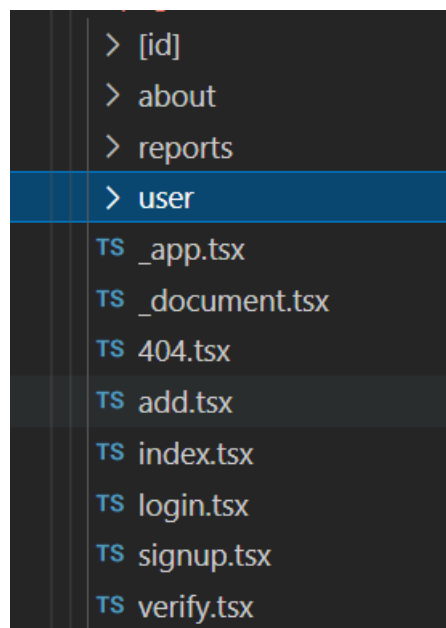 > [id]
> about
> reports
> user
TS _app.tsx
TS _document.tsx
TS 404.tsx
TS add.tsx
TS index.tsx
TS login.tsx
TS signup.tsx
TS verify.tsx